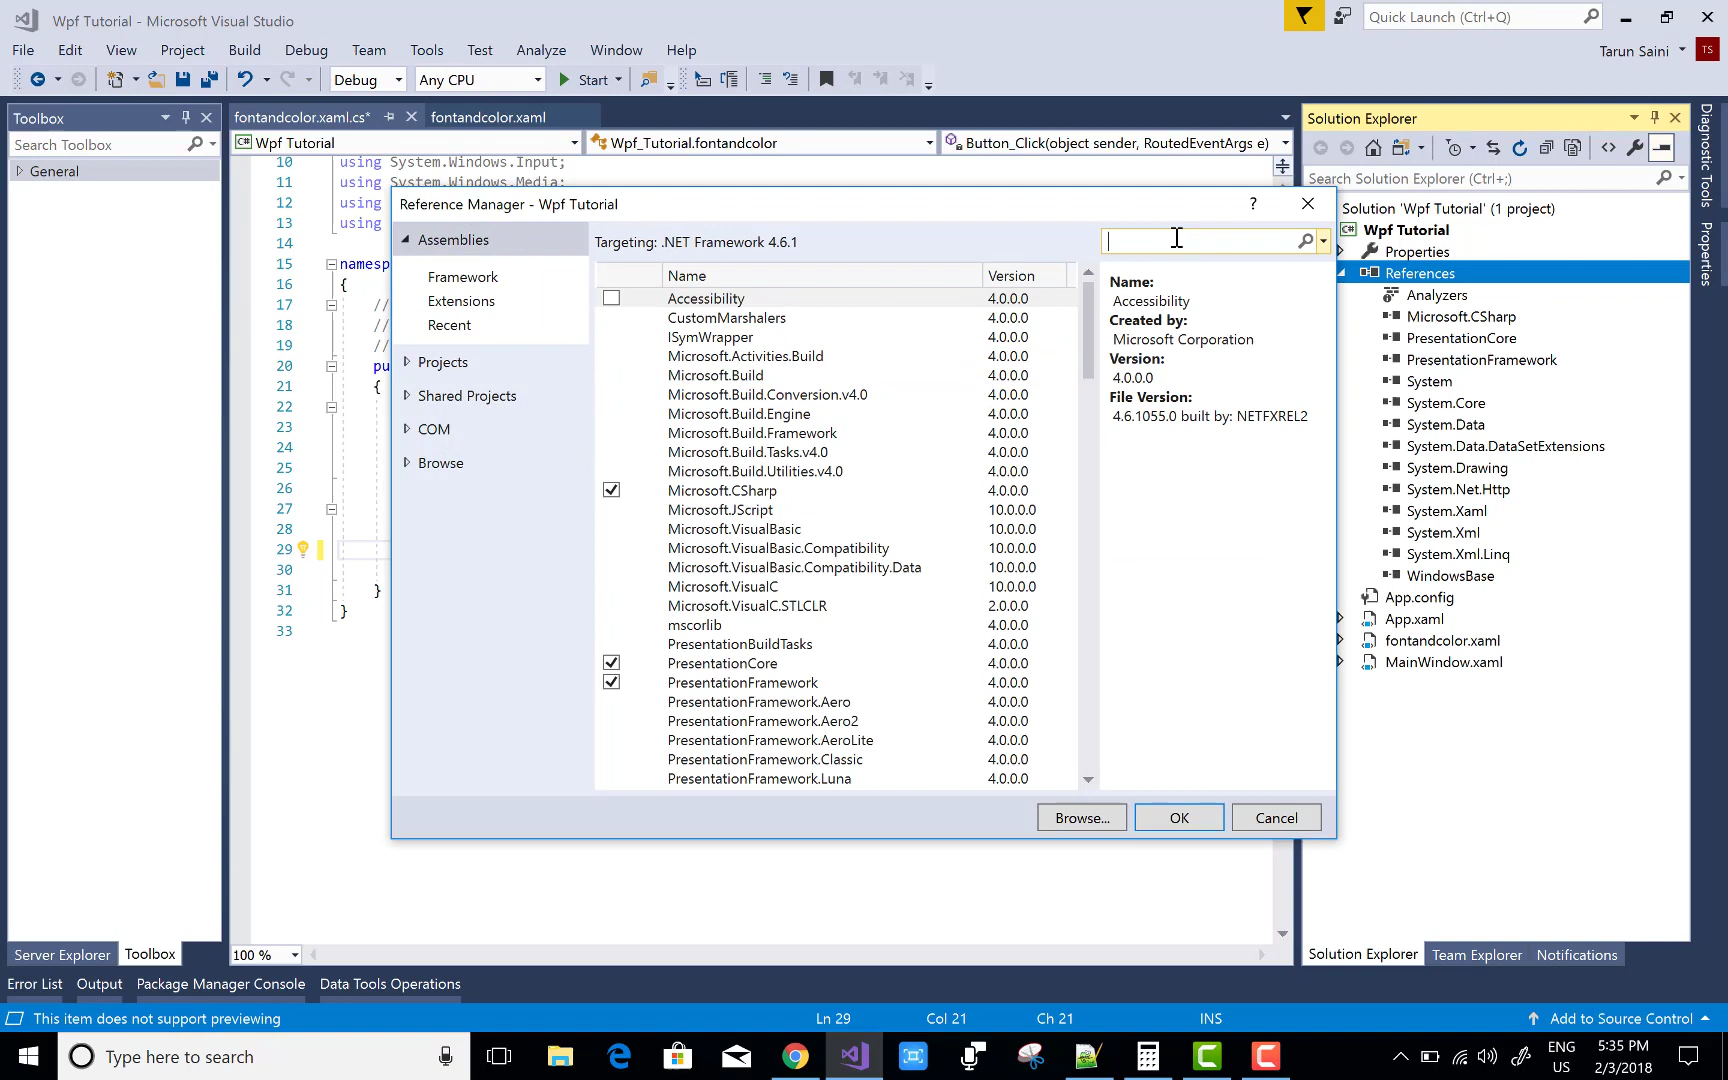 Wpf Tutorial - Microsoft Visual Studio
Quick Launch (Ctrl+Q)
File Edit View Project Build Debug Team Tools Test Analyze Window Help
Tarun Saini TS
Debug Any CPU Start
Toolbox
Search Toolbox
General
fontandcolor.xaml.cs* fontandcolor.xaml
C# Wpf Tutorial Wpf_Tutorial.fontandcolor Button_Click(object sender, RoutedEventArgs e)
10 using System.Windows.Input;
11 using System.Windows.Media;
12 using
13 using
14
15 namesp
16 {
17 //
18 //
19 //
20 pu
21 {
22
23
24
25
26
27
28
29
30
31 }
32 }
33
Reference Manager - Wpf Tutorial
?
Assemblies
Framework
Extensions
Recent
Projects
Shared Projects
COM
Browse
Targeting: .NET Framework 4.6.1
Name Version
Accessibility 4.0.0.0
CustomMarshalers 4.0.0.0
ISymWrapper 4.0.0.0
Microsoft.Activities.Build 4.0.0.0
Microsoft.Build 4.0.0.0
Microsoft.Build.Conversion.v4.0 4.0.0.0
Microsoft.Build.Engine 4.0.0.0
Microsoft.Build.Framework 4.0.0.0
Microsoft.Build.Tasks.v4.0 4.0.0.0
Microsoft.Build.Utilities.v4.0 4.0.0.0
Microsoft.CSharp 4.0.0.0
Microsoft.JScript 10.0.0.0
Microsoft.VisualBasic 10.0.0.0
Microsoft.VisualBasic.Compatibility 10.0.0.0
Microsoft.VisualBasic.Compatibility.Data 10.0.0.0
Microsoft.VisualC 10.0.0.0
Microsoft.VisualC.STLCLR 2.0.0.0
mscorlib 4.0.0.0
PresentationBuildTasks 4.0.0.0
PresentationCore 4.0.0.0
PresentationFramework 4.0.0.0
PresentationFramework.Aero 4.0.0.0
PresentationFramework.Aero2 4.0.0.0
PresentationFramework.AeroLite 4.0.0.0
PresentationFramework.Classic 4.0.0.0
PresentationFramework.Luna 4.0.0.0
Name:
Accessibility
Created by:
Microsoft Corporation
Version:
4.0.0.0
File Version:
4.6.1055.0 built by: NETFXREL2
Browse... OK Cancel
Solution Explorer
Search Solution Explorer (Ctrl+;)
Solution 'Wpf Tutorial' (1 project)
C# Wpf Tutorial
Properties
References
Analyzers
Microsoft.CSharp
PresentationCore
PresentationFramework
System
System.Core
System.Data
System.Data.DataSetExtensions
System.Drawing
System.Net.Http
System.Xaml
System.Xml
System.Xml.Linq
WindowsBase
App.config
App.xaml
fontandcolor.xaml
MainWindow.xaml
Diagnostic Tools
Properties
Server Explorer Toolbox
100 %
Solution Explorer Team Explorer Notifications
Error List Output Package Manager Console Data Tools Operations
This item does not support previewing Ln 29 Col 21 Ch 21 INS Add to Source Control
Type here to search
ENG
US
5:35 PM
2/3/2018